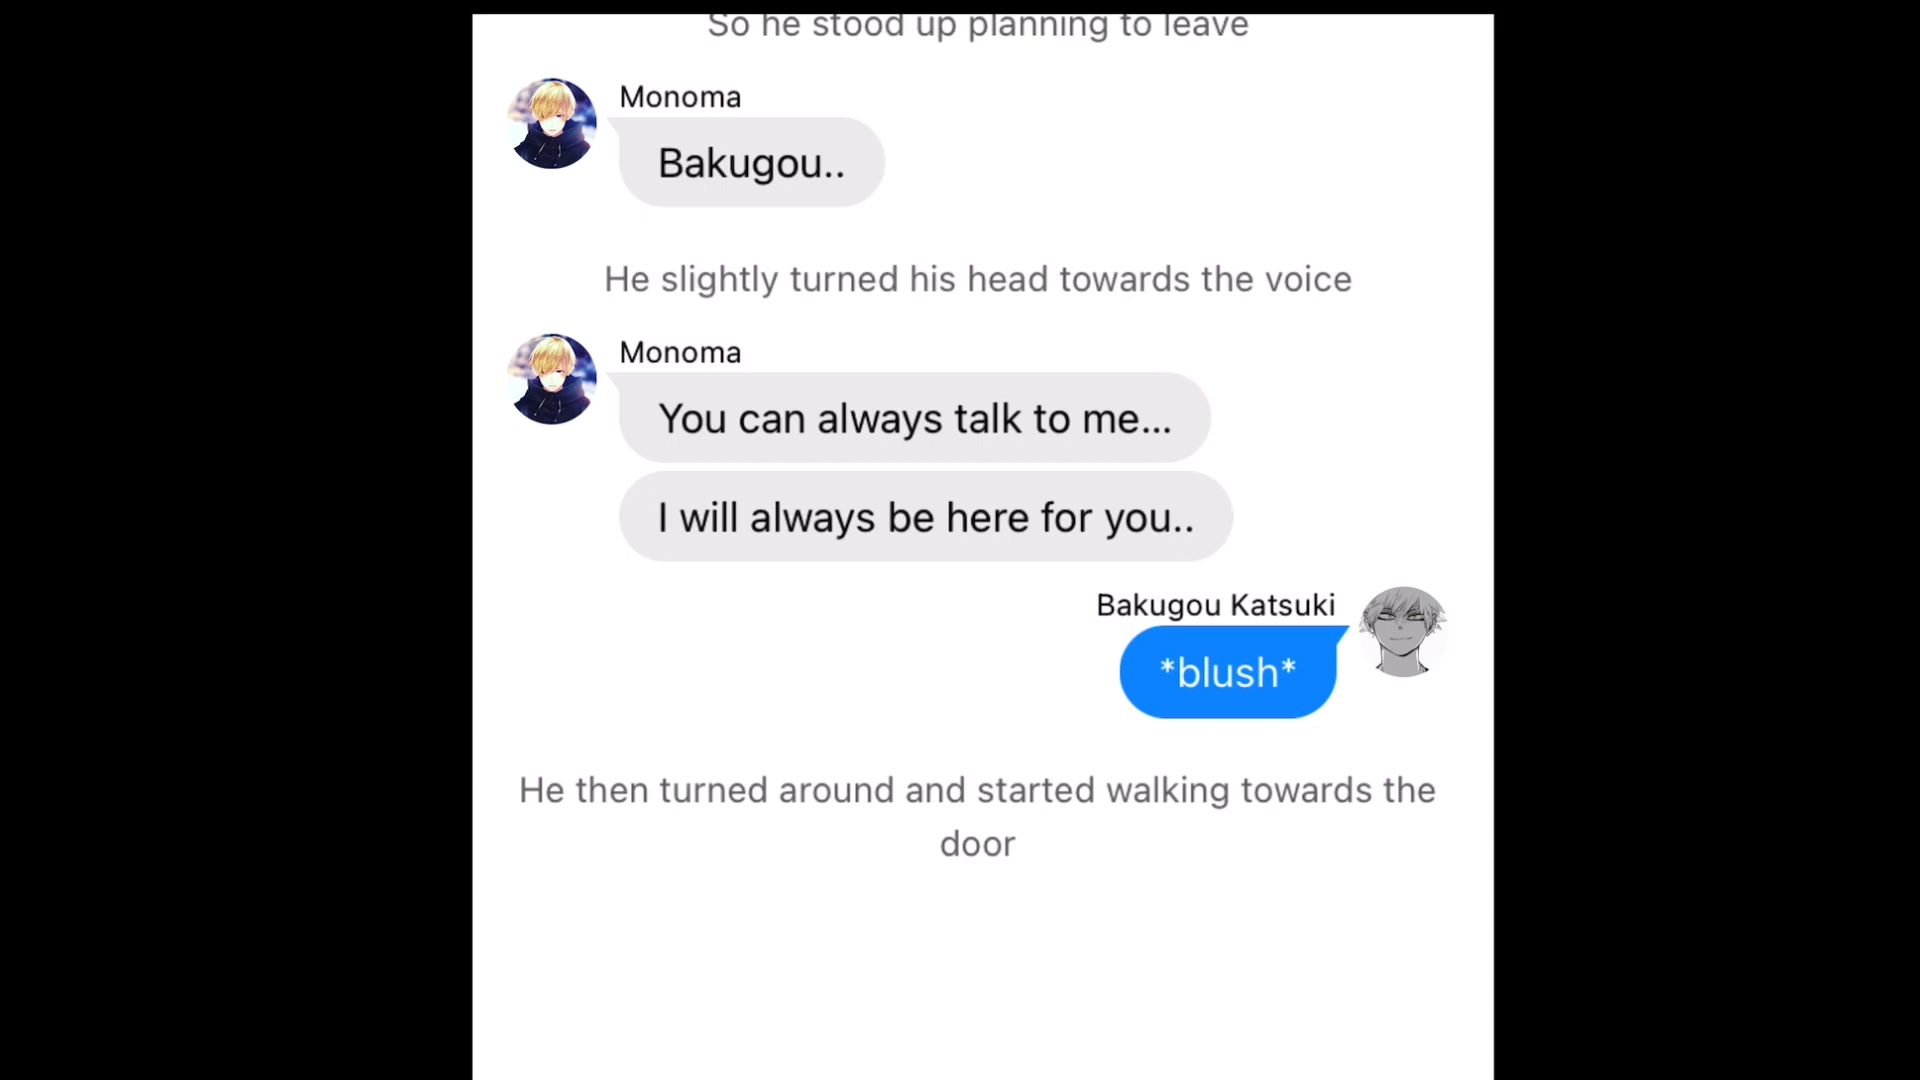 So he stood up planning to leave
Monoma
Bakugou..
He slightly turned his head towards the voice
Monoma
You can always talk to me...
I will always be here for you..
Bakugou Katsuki
*blush*
He then turned around and started walking towards the
door